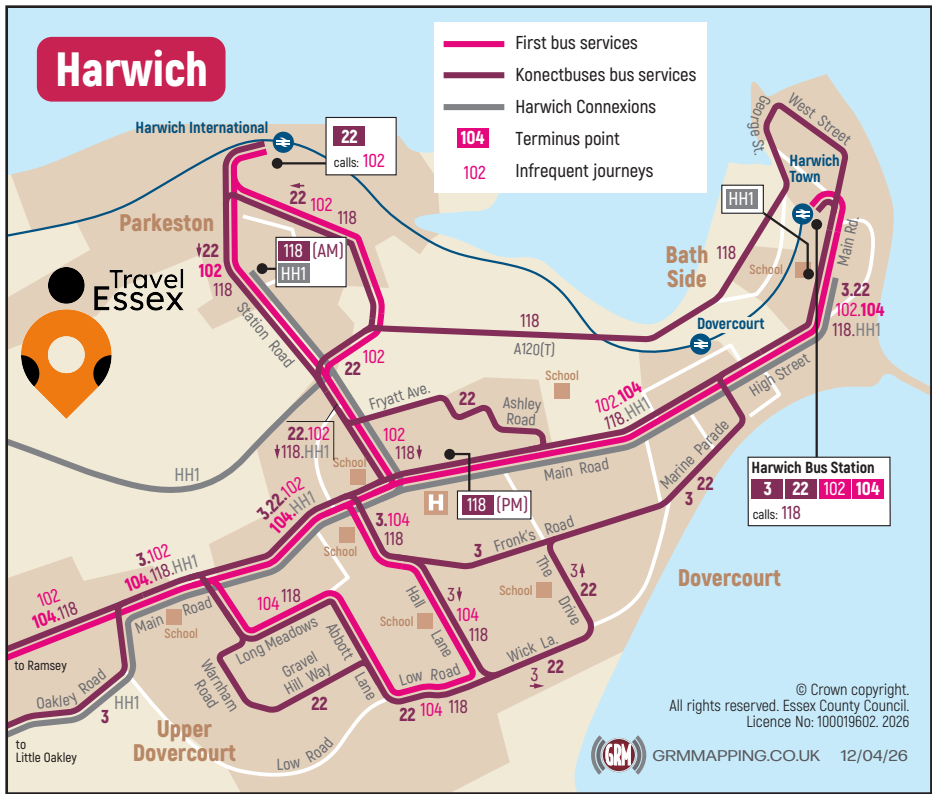 Harwich
First bus services
Konectbuses bus services
Harwich Connexions
104 Terminus point
102 Infrequent journeys
Harwich International
22
calls: 102
22 102
118
Parkeston
118 (AM)
HH1
22
102
118
Travel
Essex
Station Road
George St.
West Street
Harwich
Town
HH1
Main Rd.
118
Bath
Side
School
3.22
102.104
118.HH1
Dovercourt
118
A120(T)
102
22
School
Fryatt Ave.
22
Ashley
Road
102.104
118.HH1
High Street
22.102
118.HH1
102
118
School
HH1
Main Road
Marine Parade
22
3
Harwich Bus Station
3 22 102 104
calls: 118
H
118 (PM)
3.22.102
104.HH1
School
3.104
118
3
Fronk's Road
3.102
104.118.HH1
102
104.118
Main Road
School
104 118
Long Meadows
Abbott
Lane
Hall
Lane
School
3
104
118
School
The
Drive
3
22
Dovercourt
to Ramsey
Warnham
Road
Gravel
Hill Way
22
Low Road
22 104 118
Wick La.
3 22
Oakley Road
3
HH1
to
Little Oakley
Upper
Dovercourt
Low Road
© Crown copyright.
All rights reserved. Essex County Council.
Licence No: 100019602. 2026
GRM
GRMMAPPING.CO.UK 12/04/26